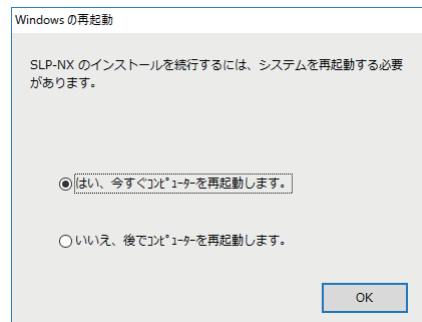 Windows の再起動
SLP-NX のインストールを続行するには、システムを再起動する必要
があります。
はい、今すぐｺﾝﾋﾟｭｰﾀｰを再起動します。
いいえ、後でｺﾝﾋﾟｭｰﾀｰを再起動します。
OK